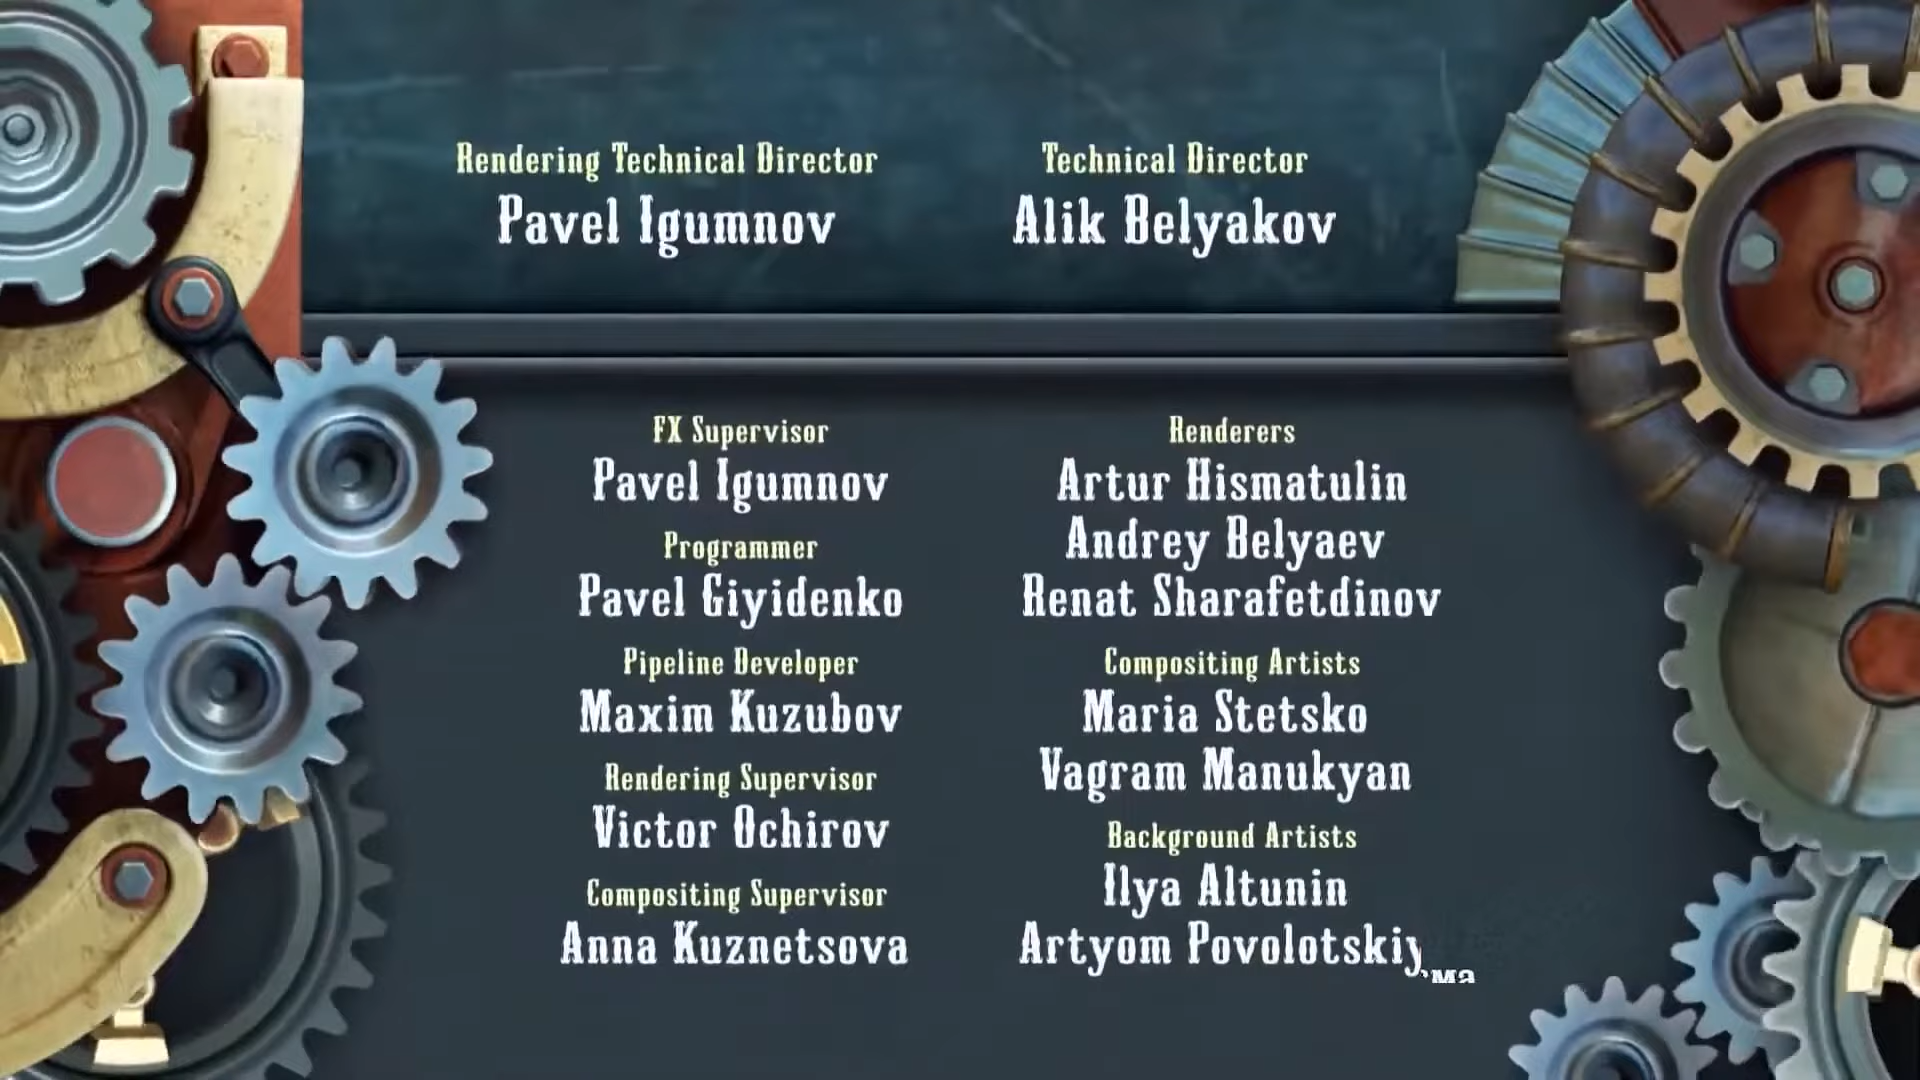 Rendering Technical Director
Pavel Igumnov
Technical Director
Alik Belyakov
FX Supervisor
Pavel Igumnov
Programmer
Pavel Giyidenko
Pipeline Developer
Maxim Kuzubov
Rendering Supervisor
Victor Ochirov
Compositing Supervisor
Anna Kuznetsova
Renderers
Artur Hismatulin
Andrey Belyaev
Renat Sharafetdinov
Compositing Artists
Maria Stetsko
Vagram Manukyan
Background Artists
Ilya Altunin
Artyom Povolotskiy